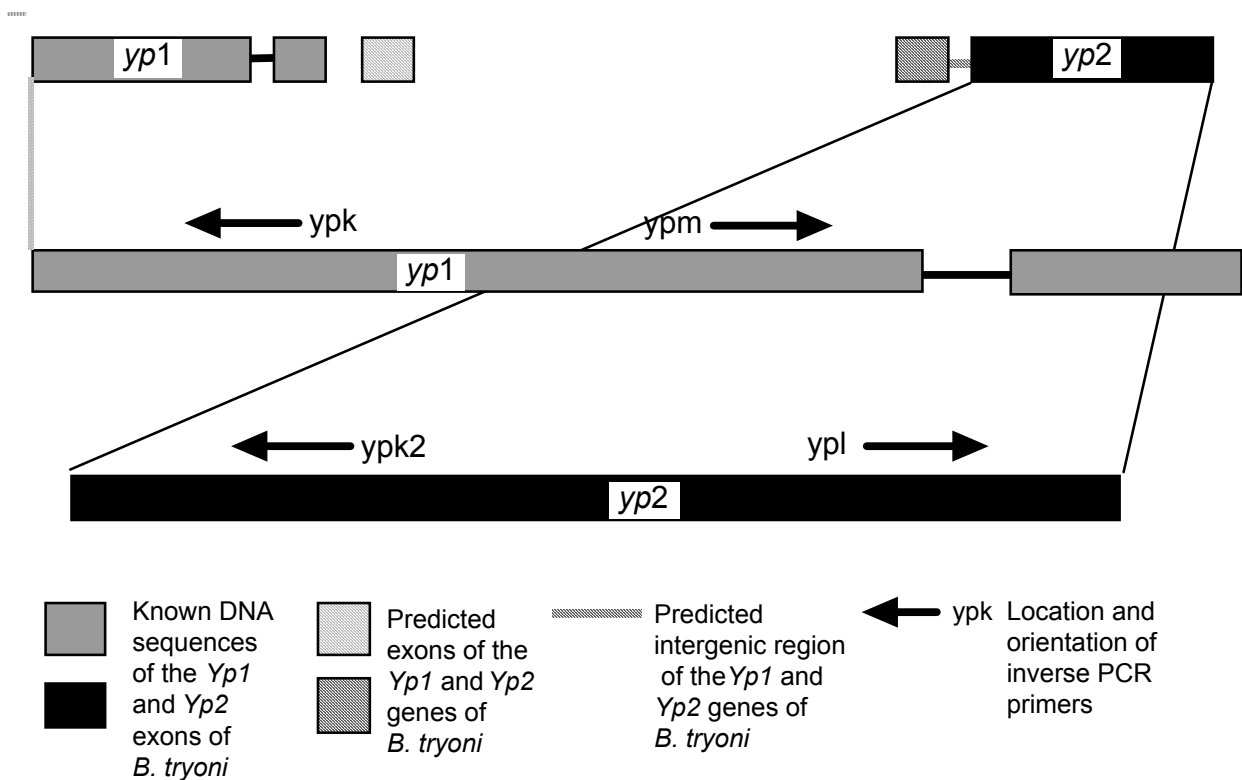 yp1
yp2
ypk
ypm
yp1
ypk2
ypl
yp2
Known DNA
sequences
of the Yp1
and Yp2
exons of
B. tryoni
Predicted
exons of the
Yp1 and Yp2
genes of
B. tryoni
Predicted
intergenic region
of the Yp1 and
Yp2 genes of
B. tryoni
ypk
Location and
orientation of
inverse PCR
primers